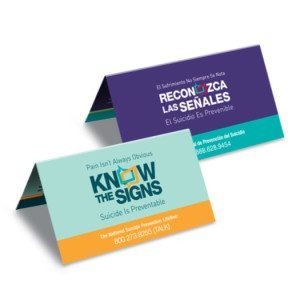 El Sufrimiento No Siempre Se Nota
RECONOZCA
LAS SEÑALES
El Suicidio Es Prevenible.
Nacional de Prevención del Suicidio
888.628.9454
Pain Isn't Always Obvious
KNOW
THE SIGNS
Suicide Is Preventable
The National Suicide Prevention Lifeline
800.273.8255 (TALK)